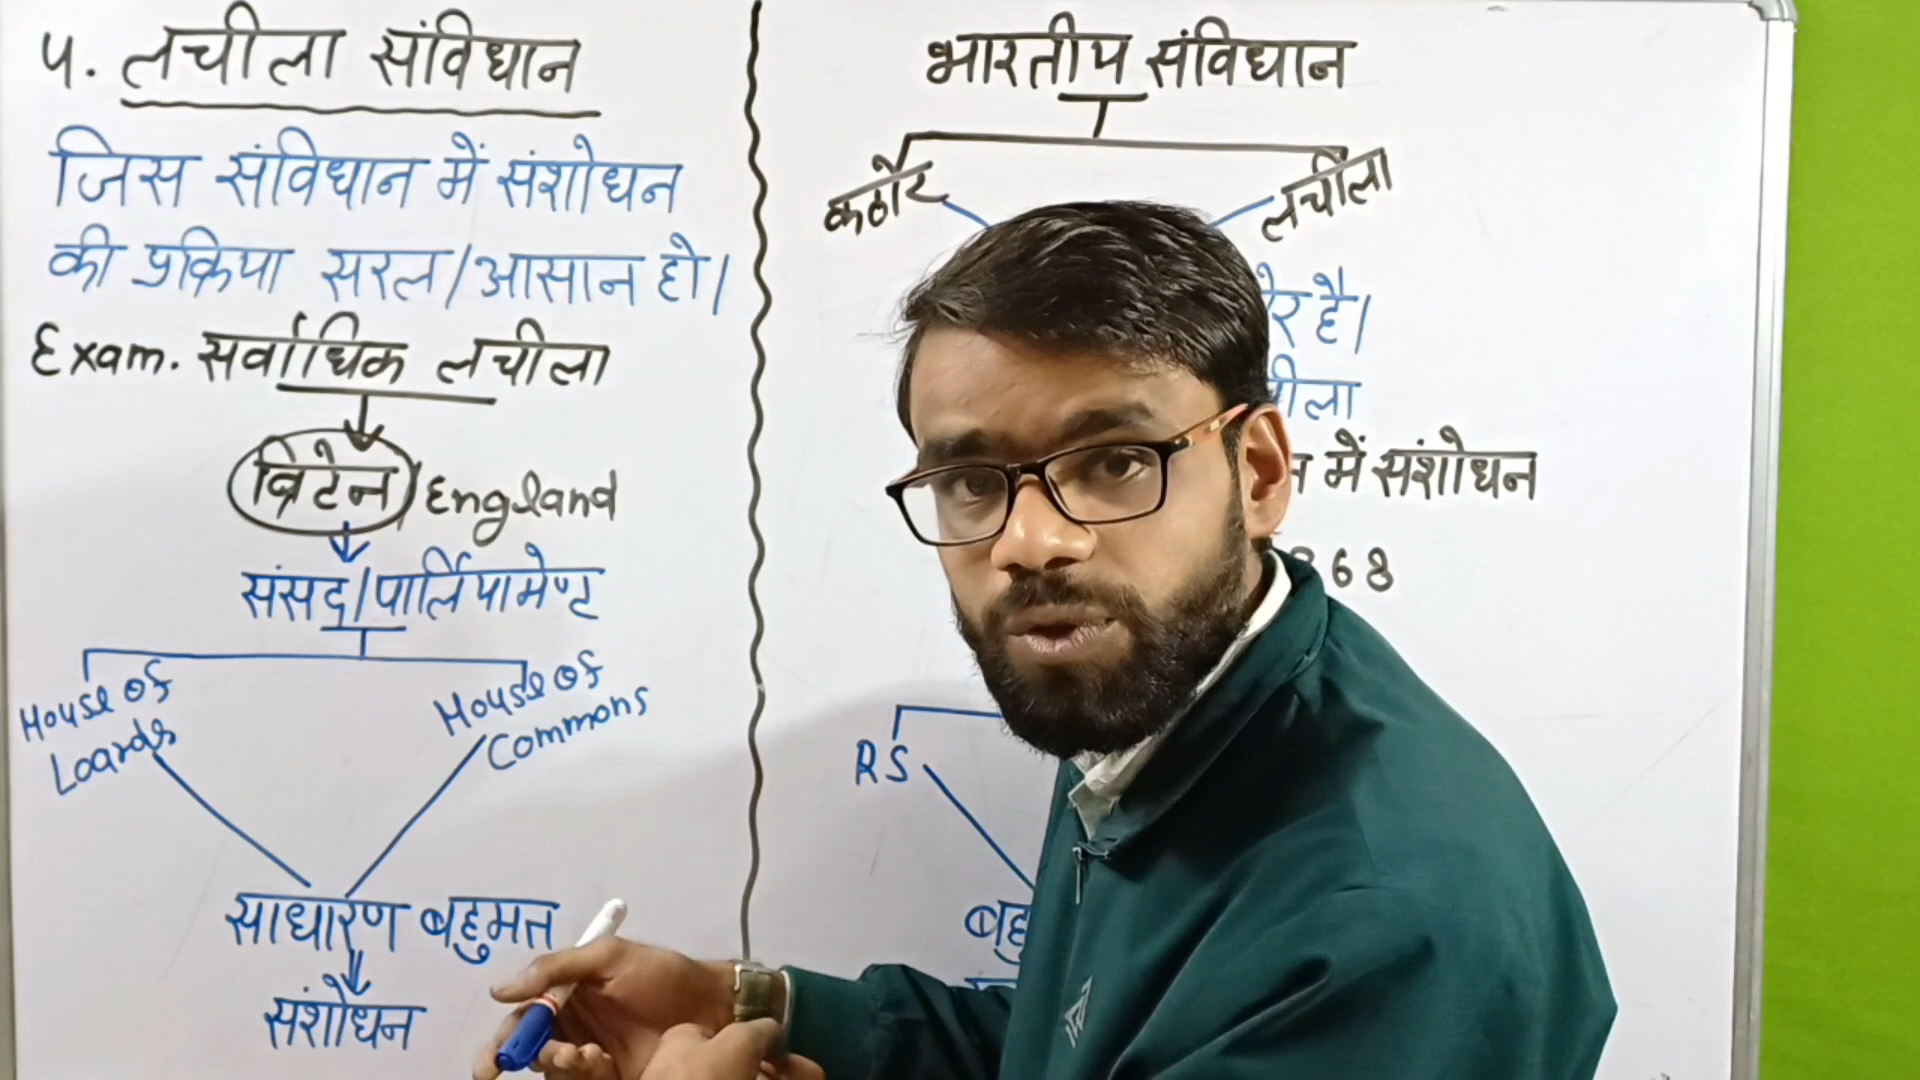 ५. लचीला संविधान
जिस संविधान में संशोधन
की प्रक्रिया सरल/आसान हो।
Exam. सर्वाधिक लचीला
ब्रिटेन/England
संसद/पार्लियामेण्ट
House of
Loards
House of
Commons
साधारण बहुमत
संशोधन
भारतीय संविधान
कठोर
लचीला
है।
में संशोधन
68
RS